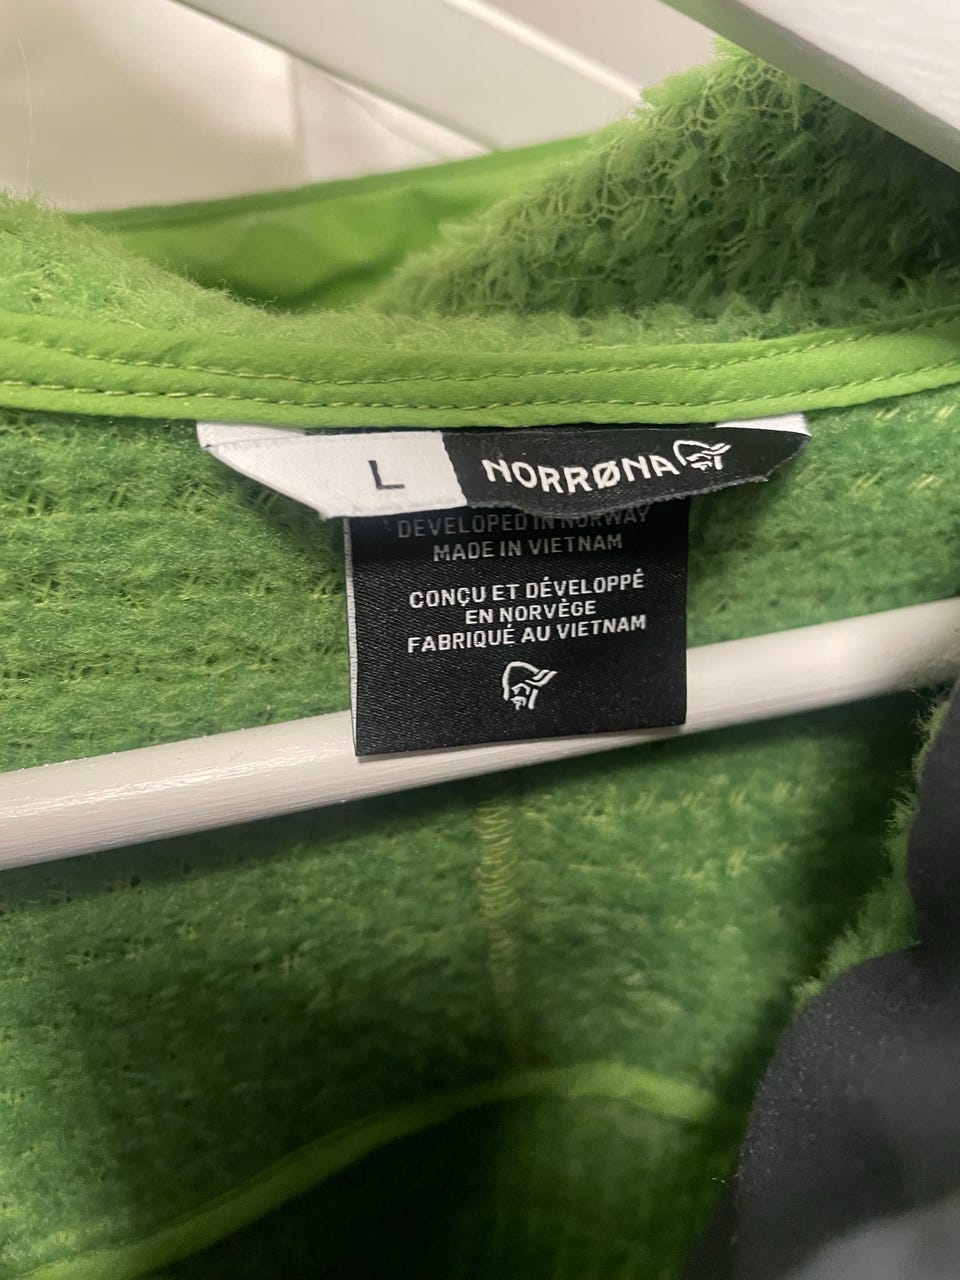 L
NORRØNA
DEVELOPED IN NORWAY
MADE IN VIETNAM
CONÇU ET DÉVELOPPÉ
EN NORVÈGE
FABRIQUÉ AU VIETNAM